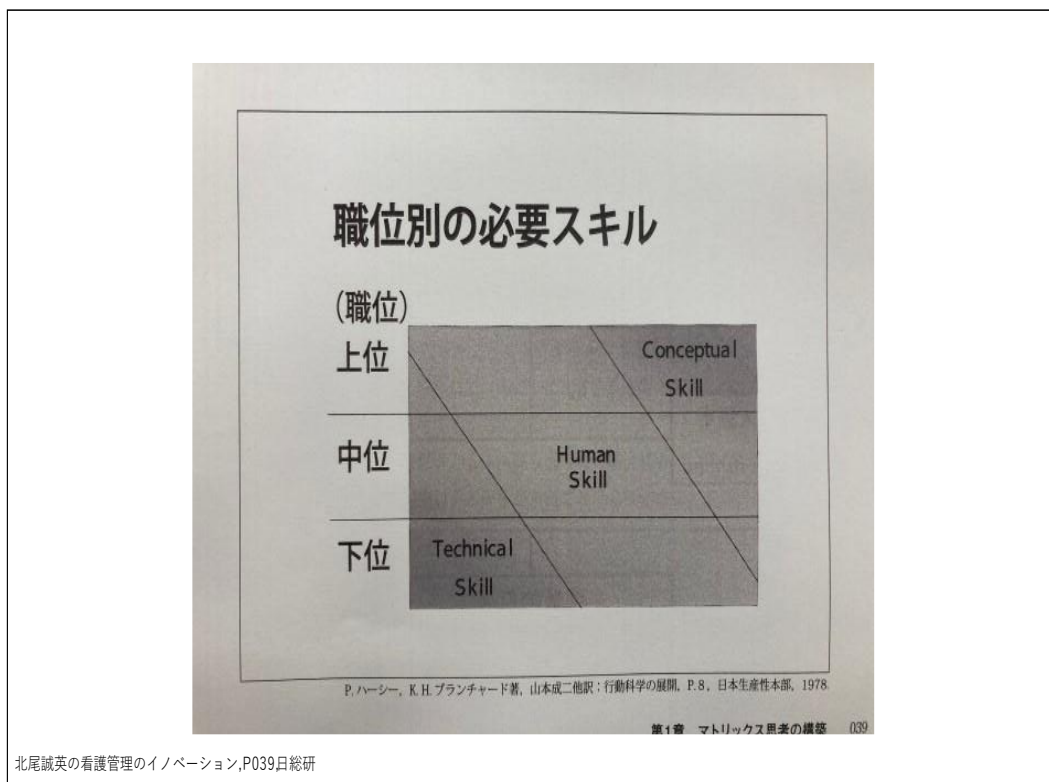 職位別の必要スキル
(職位)
上位
中位
下位
Conceptual
Skill
Human
Skill
Technical
Skill
P. ハーシー, K. H. ブランチャード著, 山本成二他訳：行動科学の展開, P. 8, 日本生産性本部, 1978.
第1章 マトリックス思考の構築 039
北尾誠英の看護管理のイノベーション,P039,日総研